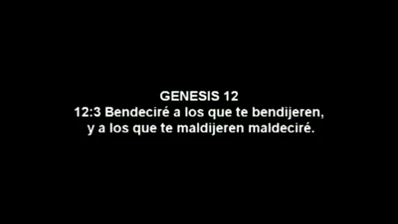 GENESIS 12
12:3 Bendeciré a los que te bendijeren,
y a los que te maldijeren maldeciré.